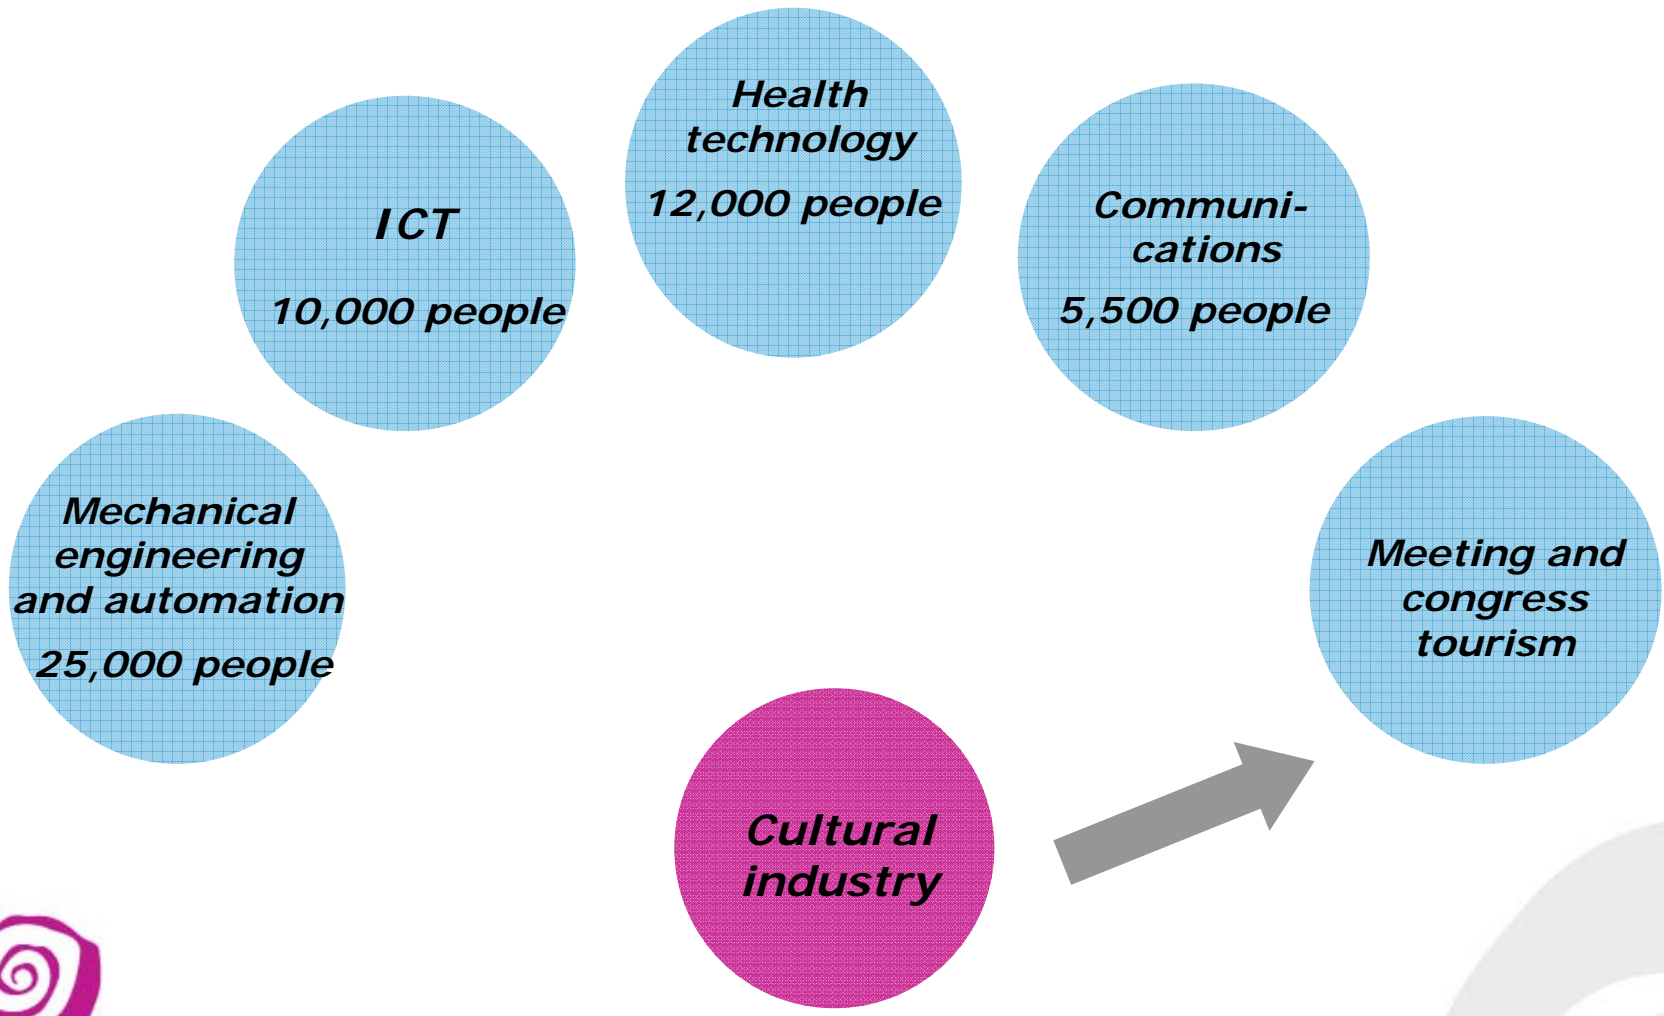 Health
technology
12,000 people
ICT
10,000 people
Communi-
cations
5,500 people
Mechanical
engineering
and automation
25,000 people
Meeting and
congress
tourism
Cultural
industry